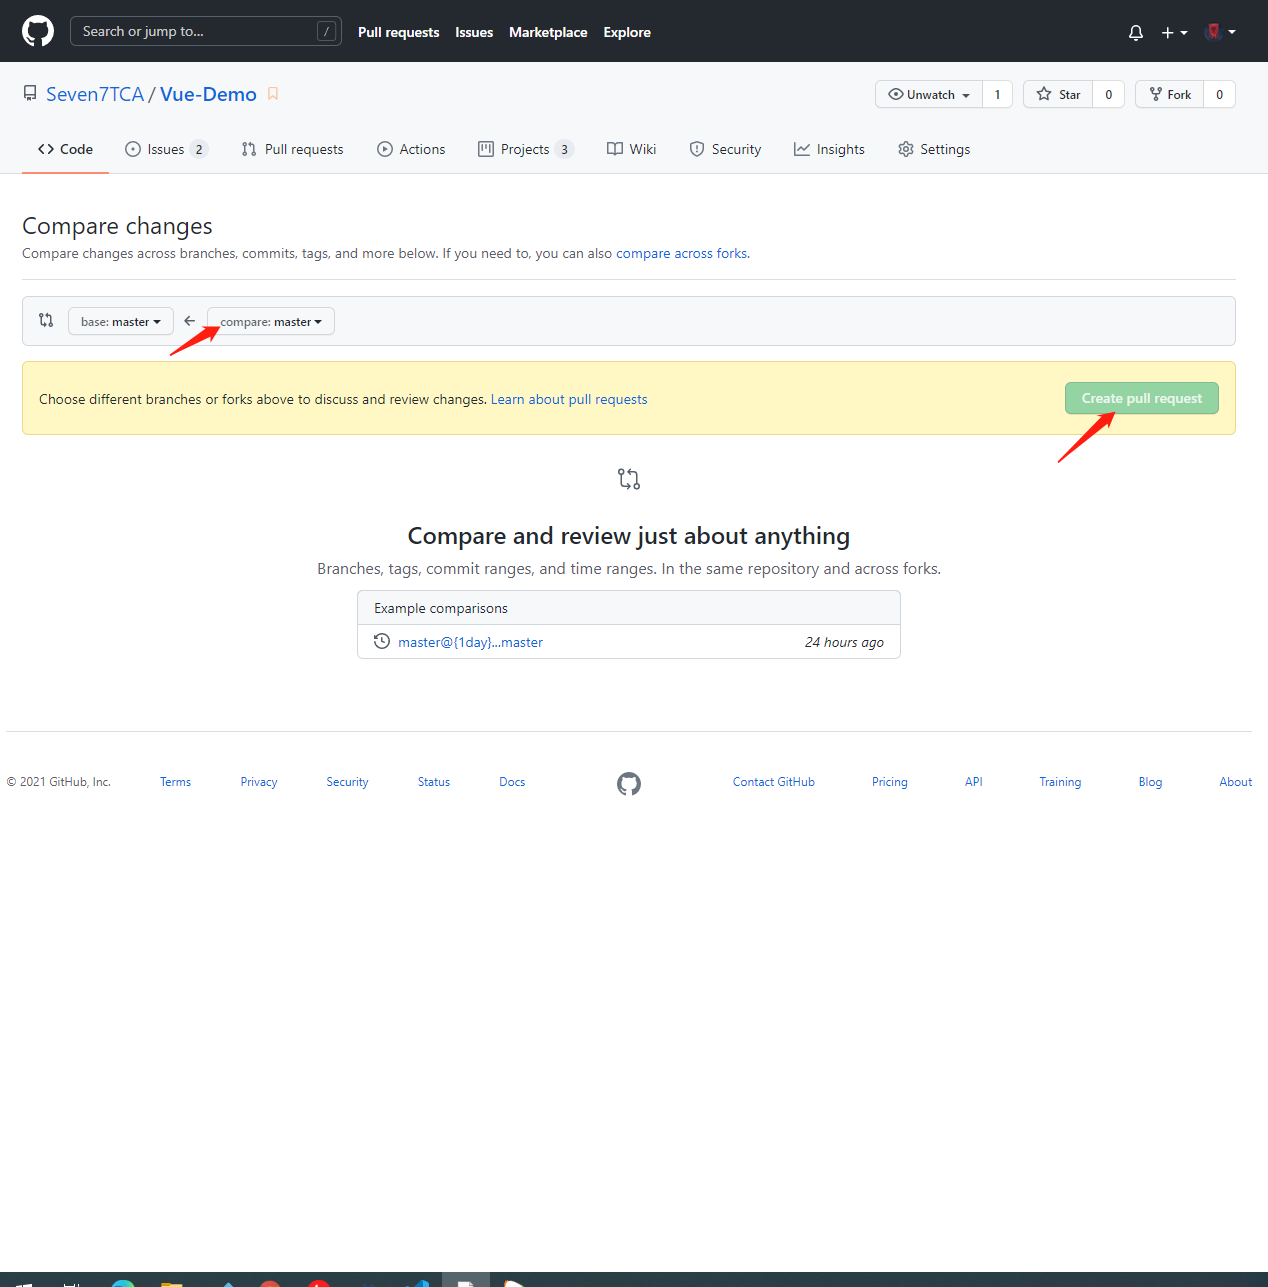 Search or jump to... /
Pull requests Issues Marketplace Explore
Seven7TCA / Vue-Demo
Unwatch 1 Star 0 Fork 0
Code Issues 2 Pull requests Actions Projects 3 Wiki Security Insights Settings
Compare changes
Compare changes across branches, commits, tags, and more below. If you need to, you can also compare across forks.
base: master compare: master
Choose different branches or forks above to discuss and review changes. Learn about pull requests
Create pull request
Compare and review just about anything
Branches, tags, commit ranges, and time ranges. In the same repository and across forks.
Example comparisons
master@{1day}...master 24 hours ago
© 2021 GitHub, Inc. Terms Privacy Security Status Docs Contact GitHub Pricing API Training Blog About